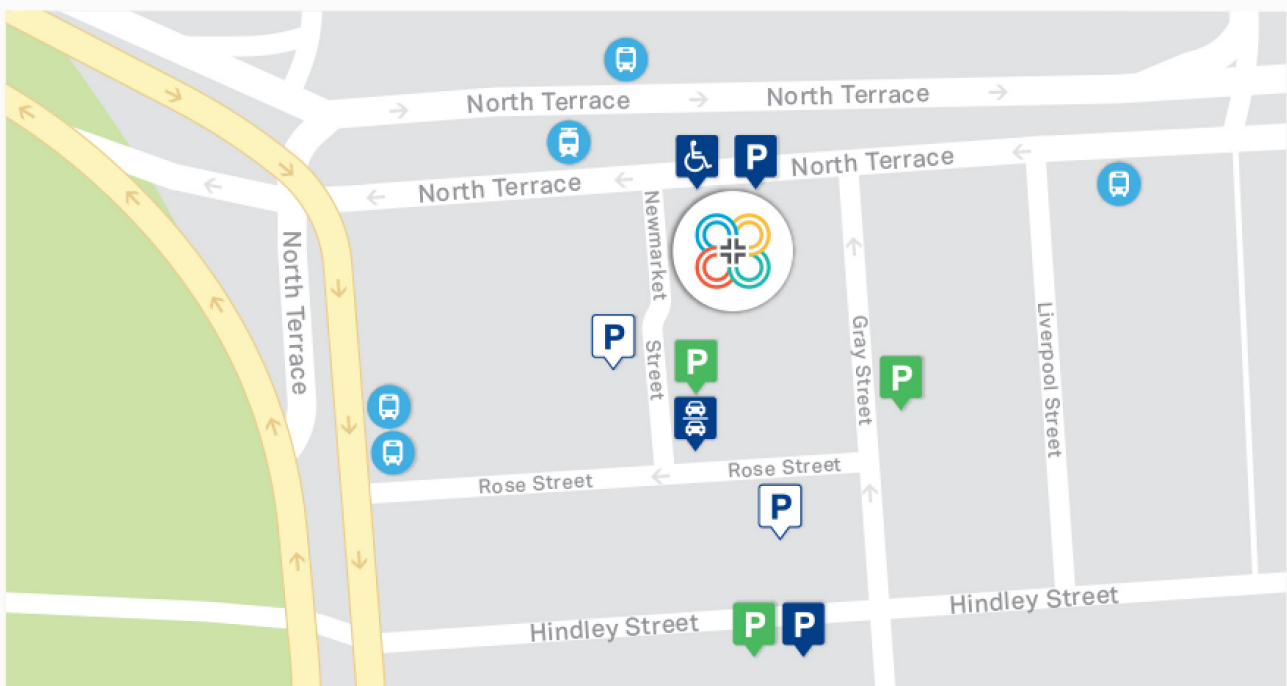 North Terrace
North Terrace
P
North Terrace
North Terrace
Newmarket
Street
North Terrace
P
P
Gray Street
Liverpool Street
P
Rose Street
Rose Street
P
Hindley Street
P
P
Hindley Street